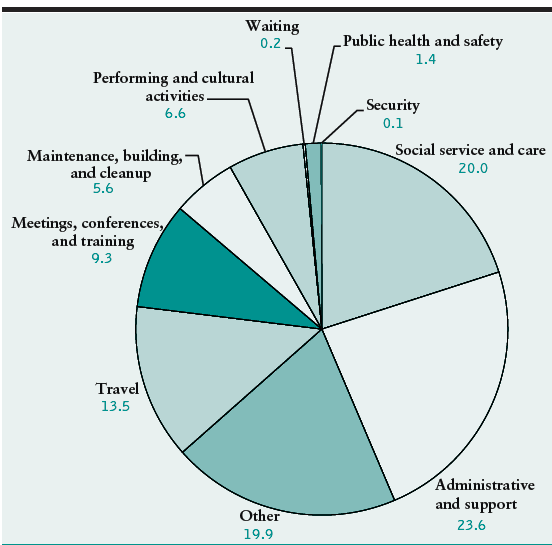 Waiting
0.2
Public health and safety
1.4
Performing and cultural
activities
6.6
Security
0.1
Maintenance, building,
and cleanup
5.6
Social service and care
20.0
Meetings, conferences,
and training
9.3
Travel
13.5
Administrative
and support
23.6
Other
19.9